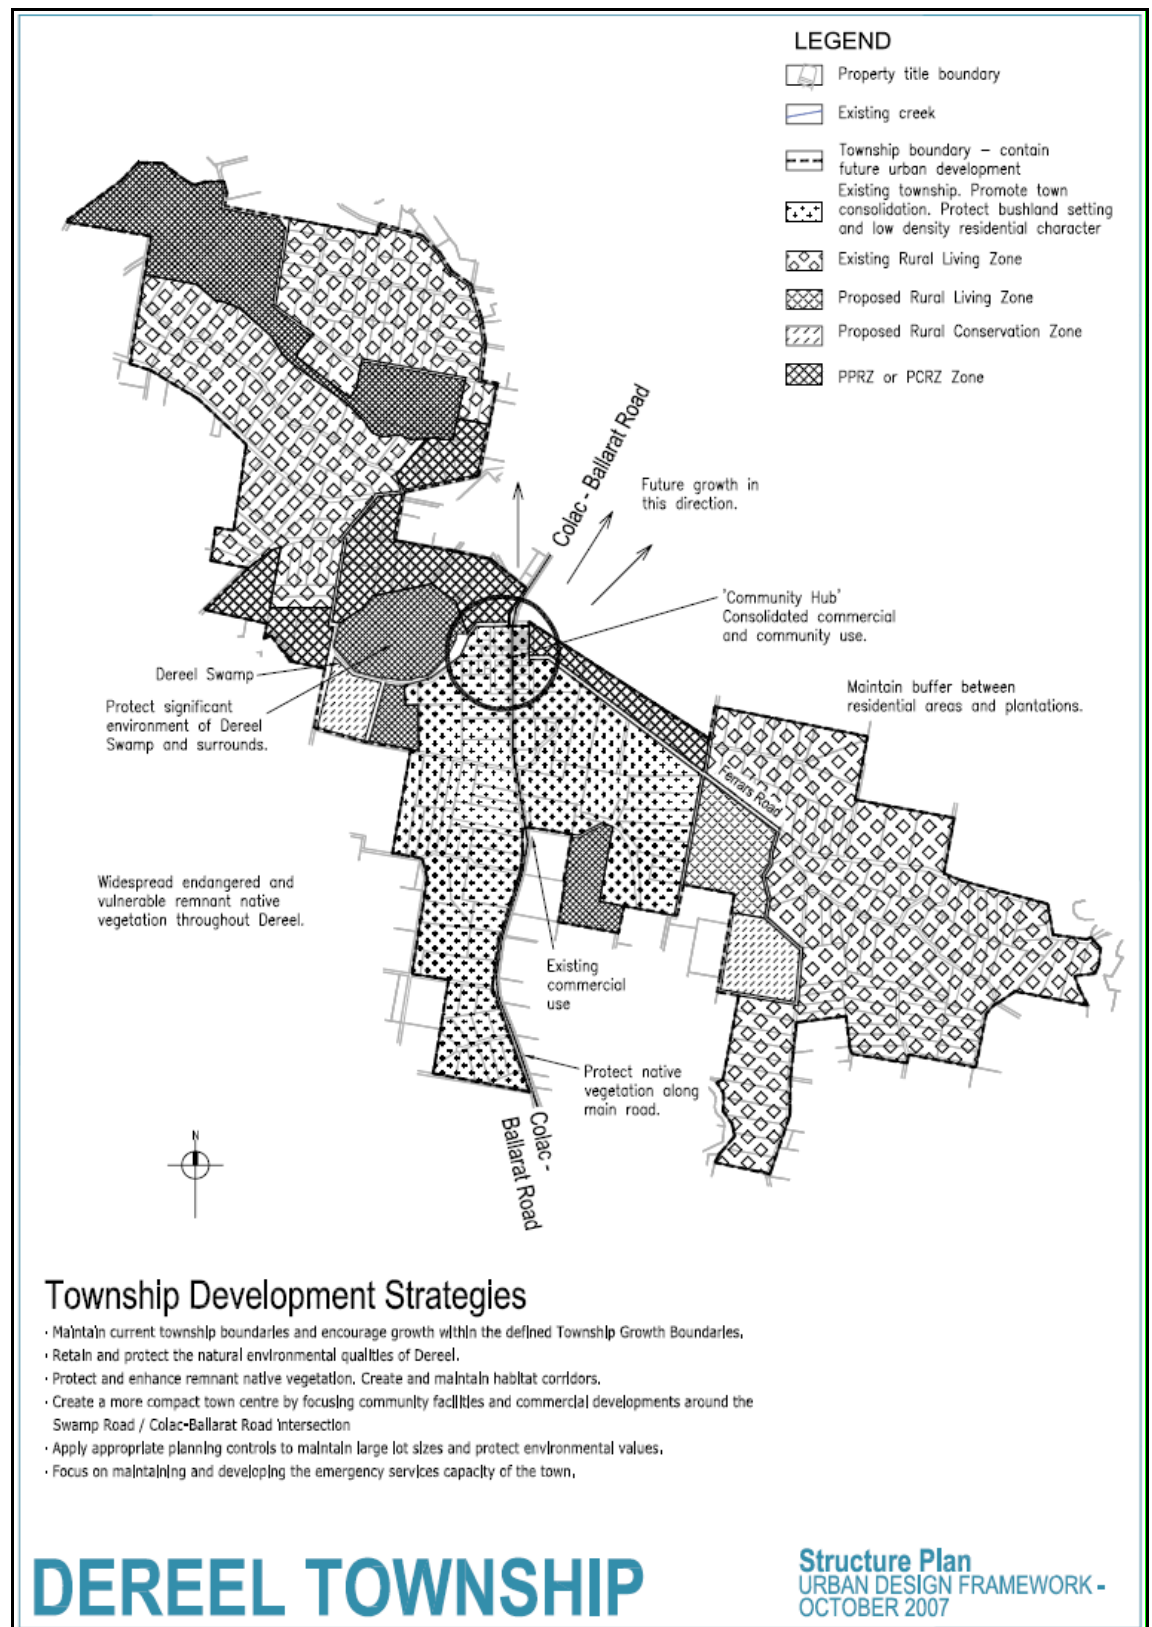 LEGEND
Property title boundary
Existing creek
Township boundary – contain
future urban development
Existing township. Promote town
consolidation. Protect bushland setting
and low density residential character
Existing Rural Living Zone
Proposed Rural Living Zone
Proposed Rural Conservation Zone
PPRZ or PCRZ Zone
Colac - Ballarat Road
Future growth in
this direction.
'Community Hub'
Consolidated commercial
and community use.
Dereel Swamp
Protect significant
environment of Dereel
Swamp and surrounds.
Maintain buffer between
residential areas and plantations.
Ferrars Road
Widespread endangered and
vulnerable remnant native
vegetation throughout Dereel.
Existing
commercial
use
Protect native
vegetation along
main road.
Colac -
Ballarat Road
N
Township Development Strategies
· Maintain current township boundaries and encourage growth within the defined Township Growth Boundaries.
· Retain and protect the natural environmental qualities of Dereel.
· Protect and enhance remnant native vegetation. Create and maintain habitat corridors.
· Create a more compact town centre by focusing community facilities and commercial developments around the
Swamp Road / Colac-Ballarat Road intersection
· Apply appropriate planning controls to maintain large lot sizes and protect environmental values.
· Focus on maintaining and developing the emergency services capacity of the town.
DEREEL TOWNSHIP
Structure Plan
URBAN DESIGN FRAMEWORK -
OCTOBER 2007